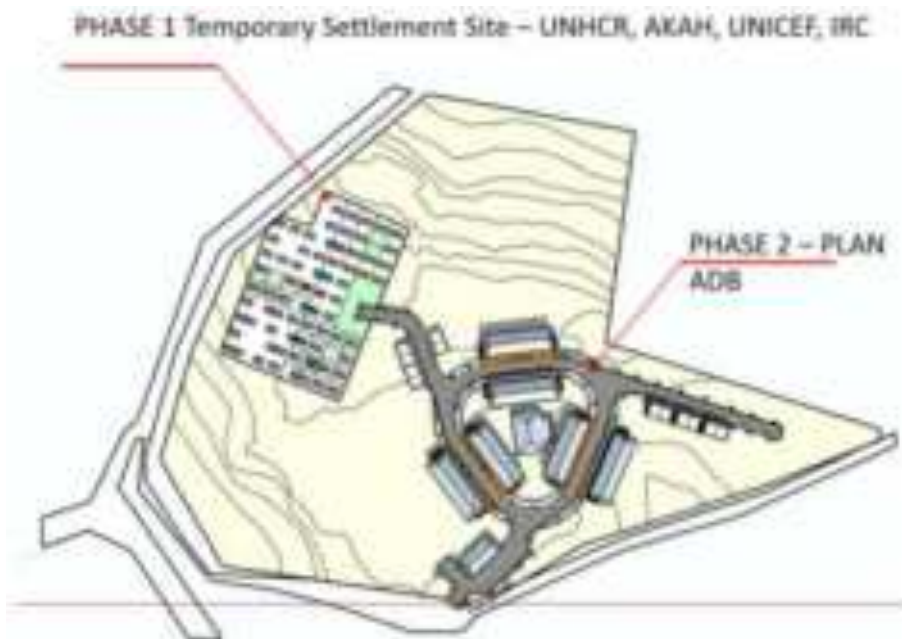 PHASE 1 Temporary Settlement Site – UNHCR, AKAH, UNICEF, IRC
PHASE 2 – PLAN
ADB